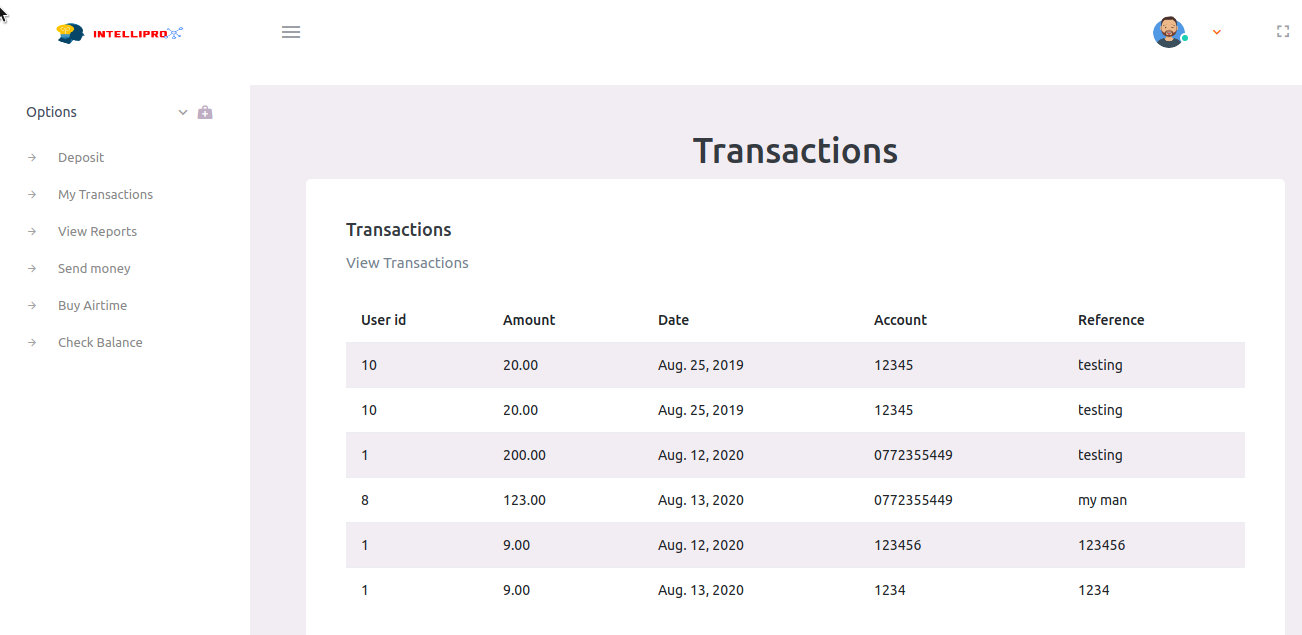 INTELLIPRO
Options
Deposit
My Transactions
View Reports
Send money
Buy Airtime
Check Balance
Transactions
Transactions
View Transactions
User id Amount Date Account Reference
10 20.00 Aug. 25, 2019 12345 testing
10 20.00 Aug. 25, 2019 12345 testing
1 200.00 Aug. 12, 2020 0772355449 testing
8 123.00 Aug. 13, 2020 0772355449 my man
1 9.00 Aug. 12, 2020 123456 123456
1 9.00 Aug. 13, 2020 1234 1234